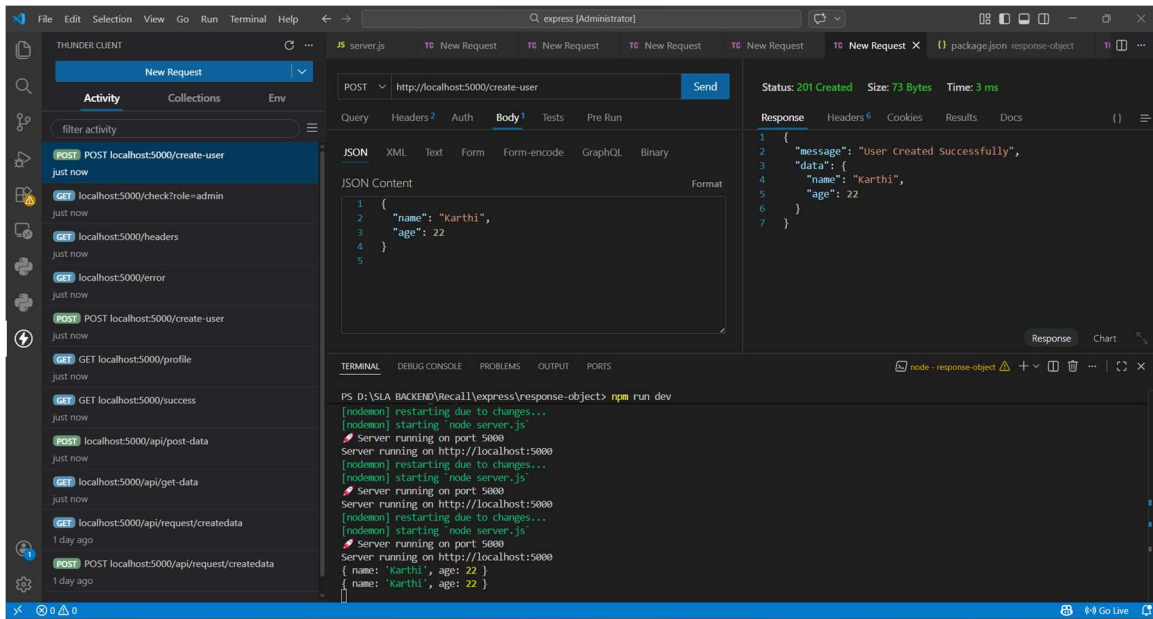 File Edit Selection View Go Run Terminal Help
express [Administrator]
THUNDER CLIENT
New Request
Activity Collections Env
filter activity
POST POST localhost:5000/create-user
just now
GET localhost:5000/check?role=admin
just now
GET localhost:5000/headers
just now
GET localhost:5000/error
just now
POST POST localhost:5000/create-user
just now
GET GET localhost:5000/profile
just now
GET GET localhost:5000/success
just now
POST localhost:5000/api/post-data
just now
GET localhost:5000/api/get-data
just now
GET localhost:5000/api/request/createdata
1 day ago
POST POST localhost:5000/api/request/createdata
1 day ago
JS server.js TC New Request TC New Request TC New Request TC New Request TC New Request {} package.json response-object
POST http://localhost:5000/create-user Send
Query Headers 2 Auth Body 1 Tests Pre Run
JSON XML Text Form Form-encode GraphQL Binary
JSON Content Format
1 {
2 "name": "Karthi",
3 "age": 22
4 }
5
Status: 201 Created Size: 73 Bytes Time: 3 ms
Response Headers 6 Cookies Results Docs {}
1 {
2 "message": "User Created Successfully",
3 "data": {
4 "name": "Karthi",
5 "age": 22
6 }
7 }
Response Chart
TERMINAL DEBUG CONSOLE PROBLEMS OUTPUT PORTS
node - response-object
PS D:\SLA BACKEND\Recall\express\response-object> npm run dev
[nodemon] restarting due to changes...
[nodemon] starting `node server.js`
🚀 Server running on port 5000
Server running on http://localhost:5000
[nodemon] restarting due to changes...
[nodemon] starting `node server.js`
🚀 Server running on port 5000
Server running on http://localhost:5000
[nodemon] restarting due to changes...
[nodemon] starting `node server.js`
🚀 Server running on port 5000
Server running on http://localhost:5000
{ name: 'Karthi', age: 22 }
{ name: 'Karthi', age: 22 }
1
0 0
Go Live